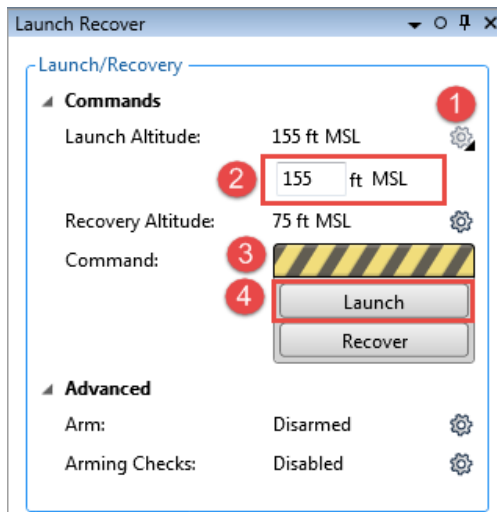 Launch Recover
Launch/Recovery
Commands
1
Launch Altitude: 155 ft MSL
2 155 ft MSL
Recovery Altitude: 75 ft MSL
Command: 3
4 Launch
Recover
Advanced
Arm: Disarmed
Arming Checks: Disabled